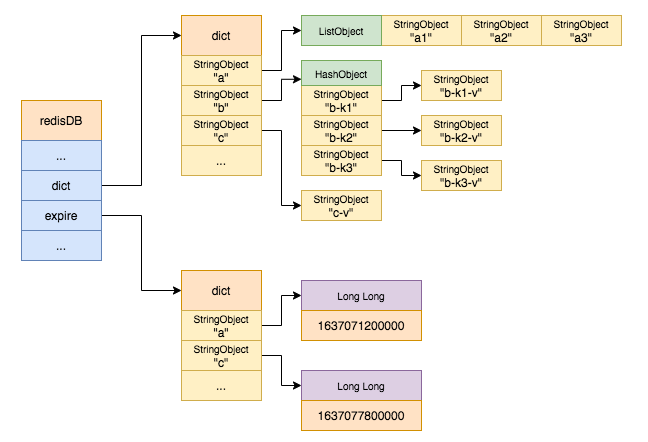 redisDB
...
dict
expire
...
dict
StringObject
"a"
StringObject
"b"
StringObject
"c"
...
ListObject
StringObject
"a1"
StringObject
"a2"
StringObject
"a3"
HashObject
StringObject
"b-k1"
StringObject
"b-k2"
StringObject
"b-k3"
StringObject
"b-k1-v"
StringObject
"b-k2-v"
StringObject
"b-k3-v"
StringObject
"c-v"
dict
StringObject
"a"
StringObject
"c"
...
Long Long
1637071200000
Long Long
1637077800000